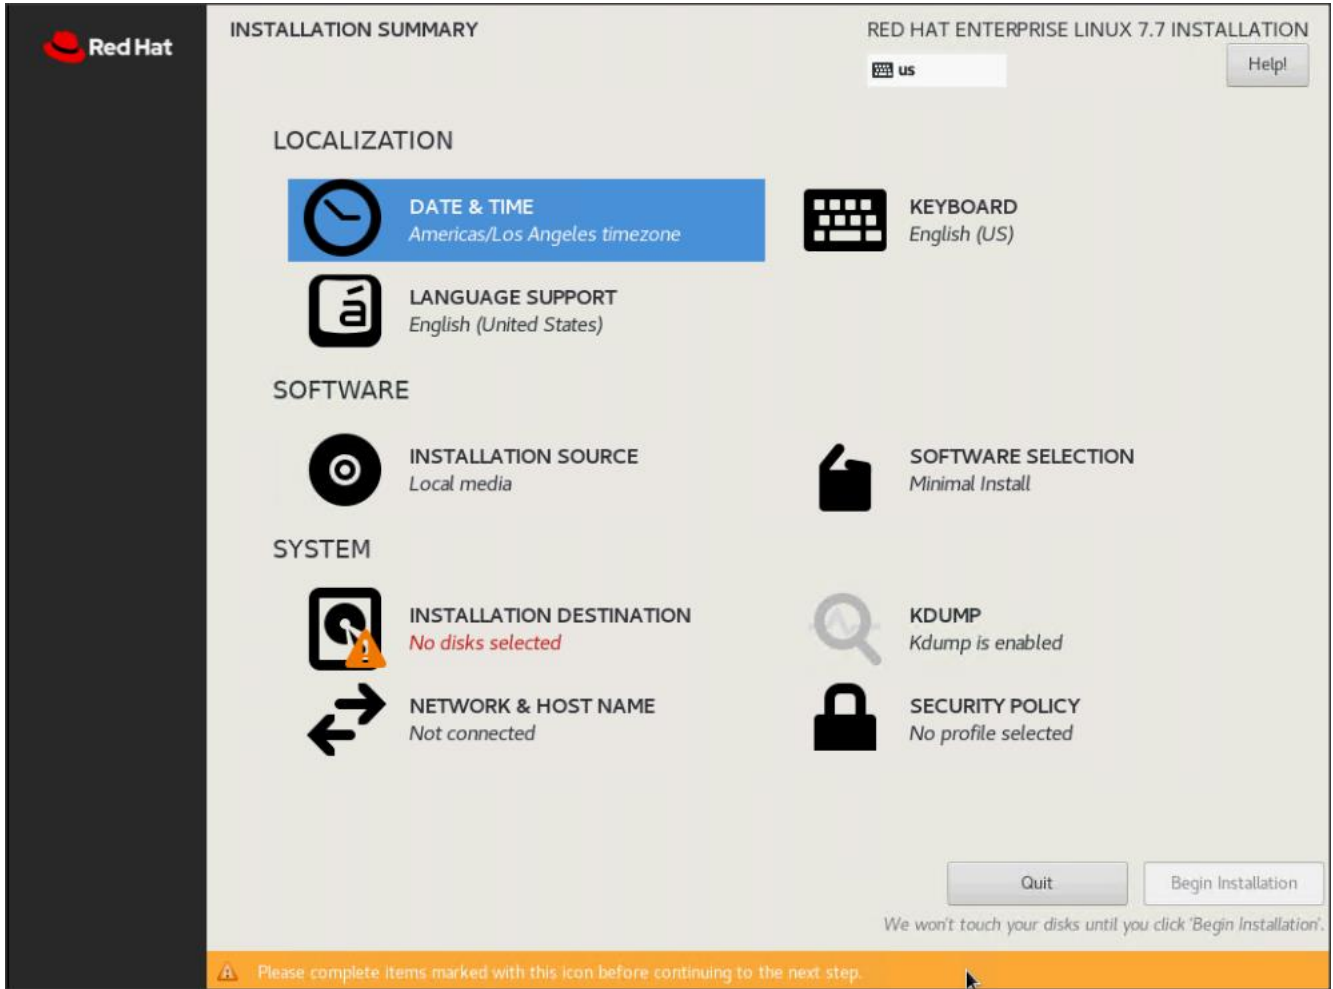 Red Hat
INSTALLATION SUMMARY
RED HAT ENTERPRISE LINUX 7.7 INSTALLATION
us
Help!
LOCALIZATION
DATE & TIME
Americas/Los Angeles timezone
KEYBOARD
English (US)
á
LANGUAGE SUPPORT
English (United States)
SOFTWARE
INSTALLATION SOURCE
Local media
SOFTWARE SELECTION
Minimal Install
SYSTEM
INSTALLATION DESTINATION
No disks selected
KDUMP
Kdump is enabled
NETWORK & HOST NAME
Not connected
SECURITY POLICY
No profile selected
Quit
Begin Installation
We won't touch your disks until you click 'Begin Installation'.
Please complete items marked with this icon before continuing to the next step.